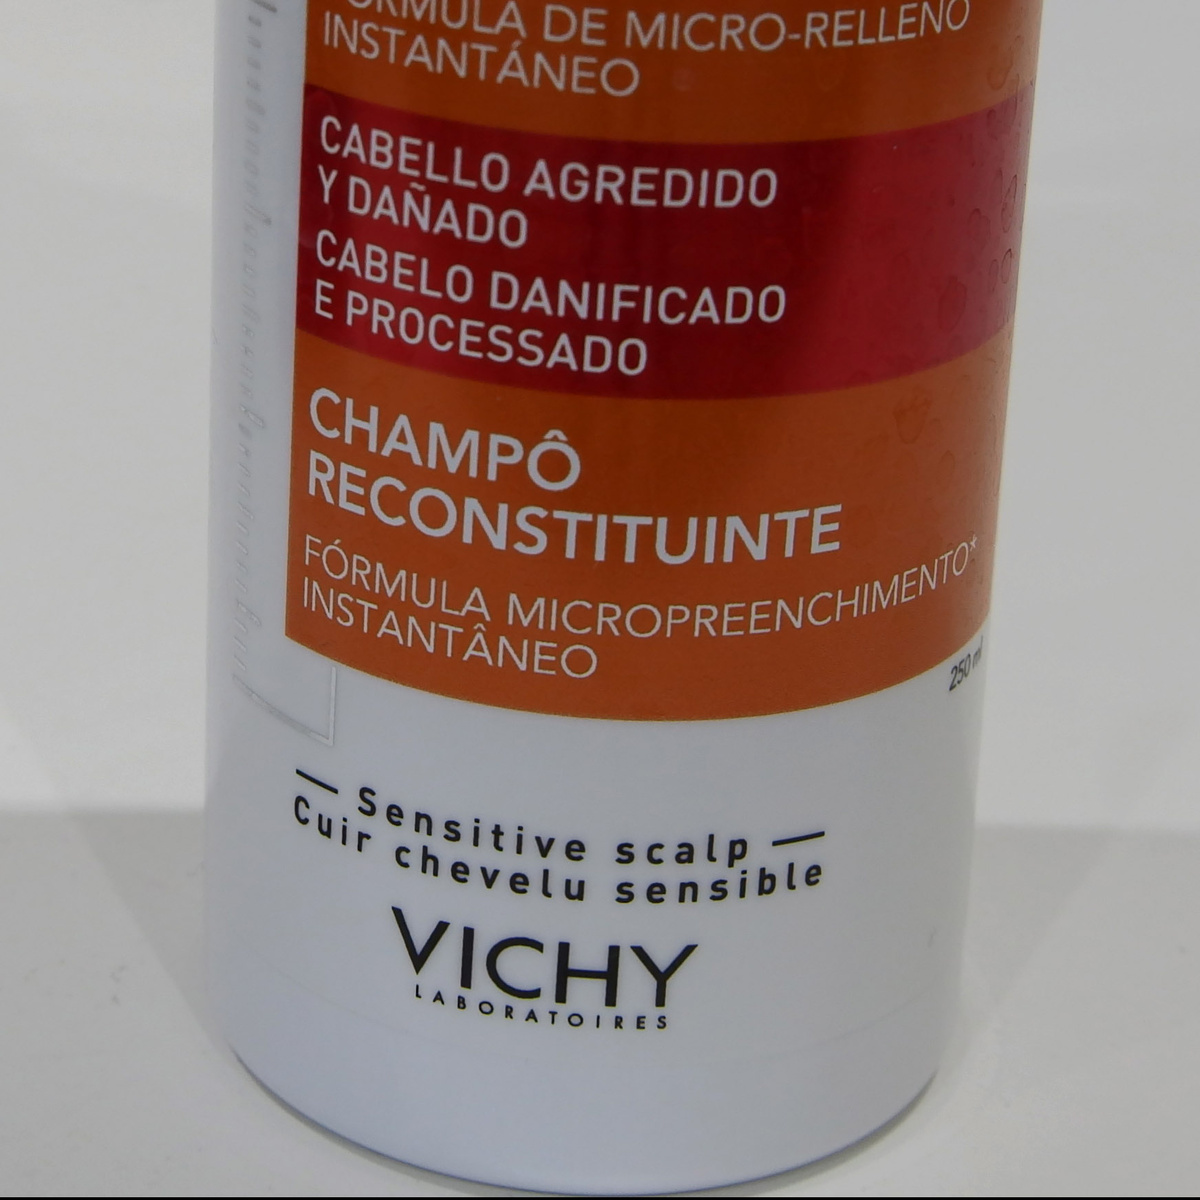 FÓRMULA DE MICRO-RELLENO
INSTANTÁNEO
CABELLO AGREDIDO
Y DAÑADO
CABELO DANIFICADO
E PROCESSADO
CHAMPÔ
RECONSTITUINTE
FÓRMULA MICROPREENCHIMENTO*
INSTANTÂNEO
250 ml
— Sensitive scalp —
Cuir chevelu sensible
VICHY
LABORATOIRES